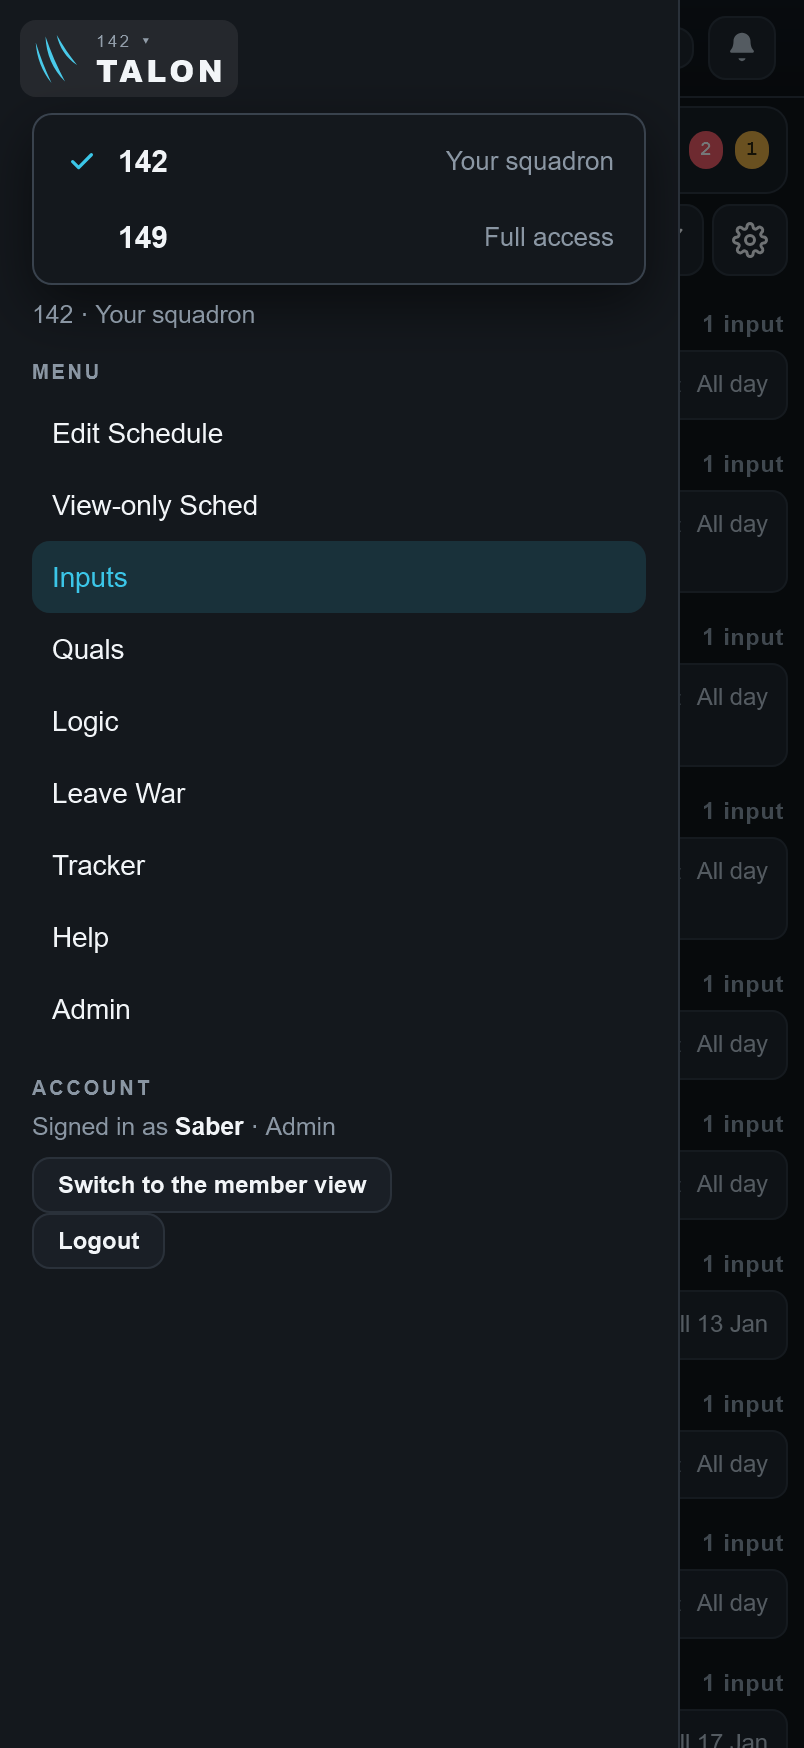 142 ▾
TALON
142 Your squadron
149 Full access
142 · Your squadron
MENU
Edit Schedule
View-only Sched
Inputs
Quals
Logic
Leave War
Tracker
Help
Admin
ACCOUNT
Signed in as Saber · Admin
Switch to the member view
Logout
2 1
1 input
All day
1 input
All day
1 input
All day
1 input
All day
1 input
All day
1 input
All day
1 input
13 Jan
1 input
All day
1 input
All day
1 input
17 Jan